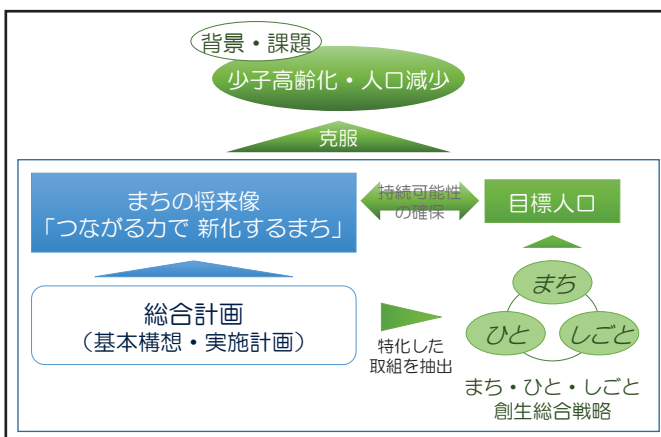 背景・課題
少子高齢化・人口減少
克服
まちの将来像
「つながる力で 新化するまち」
持続可能性
の確保
目標人口
総合計画
（基本構想・実施計画）
特化した
取組を抽出
まち
ひと
しごと
まち・ひと・しごと
創生総合戦略